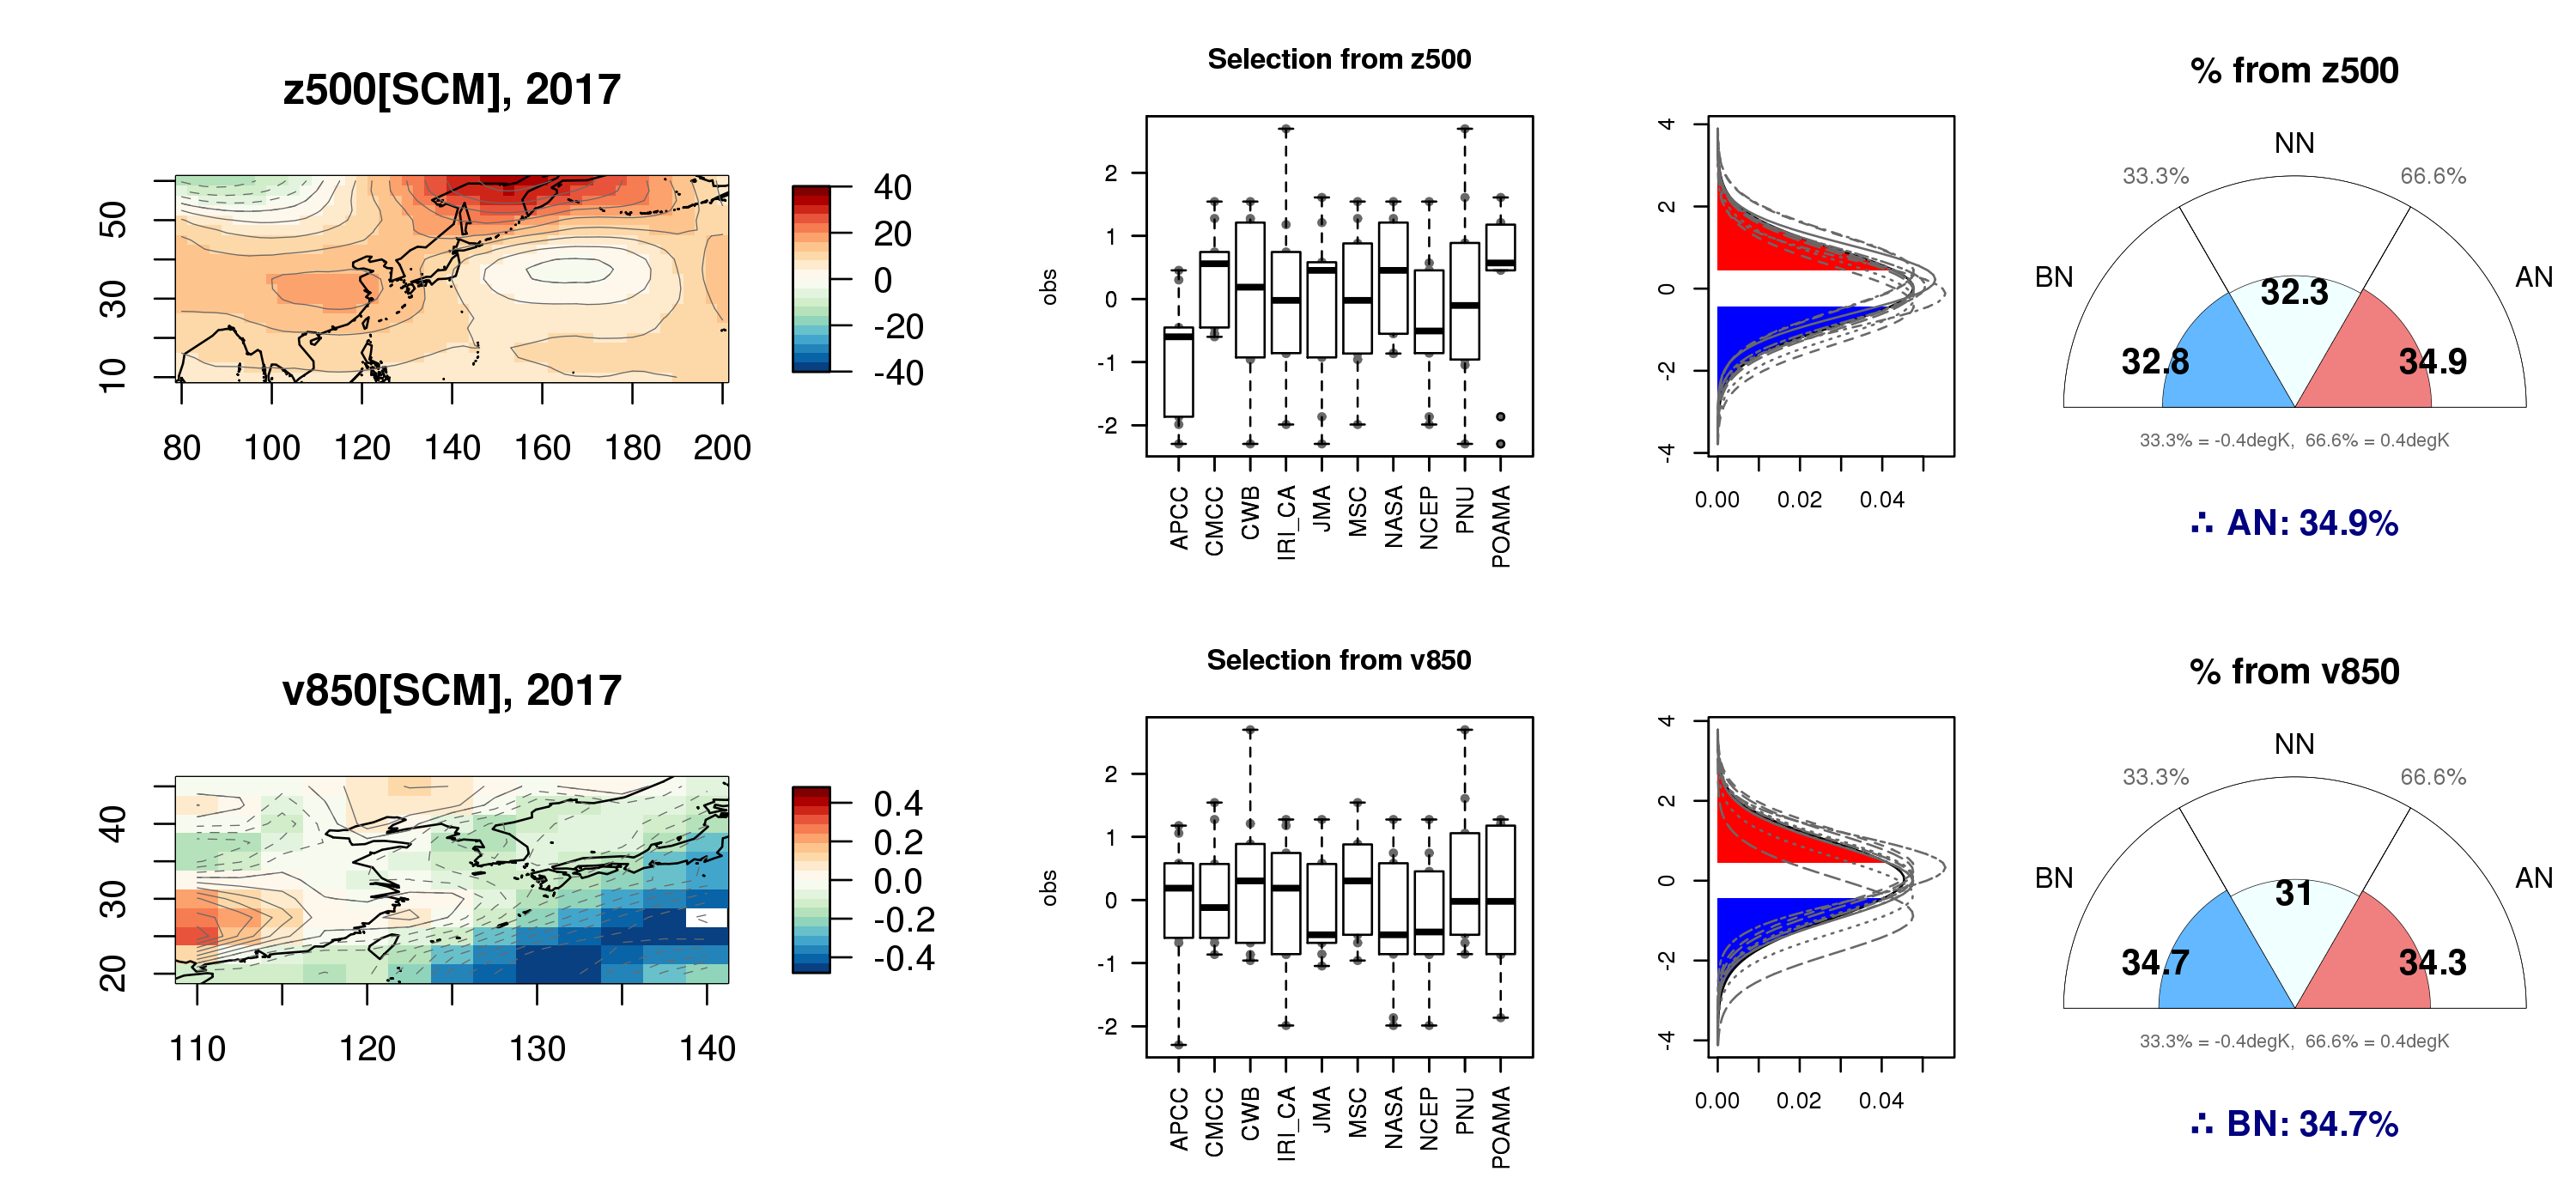 z500[SCM], 2017
50
30
10
80 100 120 140 160 180 200
40
20
0
-20
-40
Selection from z500
obs
2
1
0
-1
-2
APCC CMCC CWB IRI_CA JMA MSC NASA NCEP PNU POAMA
4
2
0
-2
-4
0.00 0.02 0.04
% from z500
NN
33.3% 66.6%
BN AN
32.3
32.8 34.9
33.3% = -0.4degK, 66.6% = 0.4degK
∴ AN: 34.9%
v850[SCM], 2017
40
30
20
110 120 130 140
0.4
0.2
0.0
-0.2
-0.4
Selection from v850
obs
2
1
0
-1
-2
APCC CMCC CWB IRI_CA JMA MSC NASA NCEP PNU POAMA
4
2
0
-2
-4
0.00 0.02 0.04
% from v850
NN
33.3% 66.6%
BN AN
31
34.7 34.3
33.3% = -0.4degK, 66.6% = 0.4degK
∴ BN: 34.7%